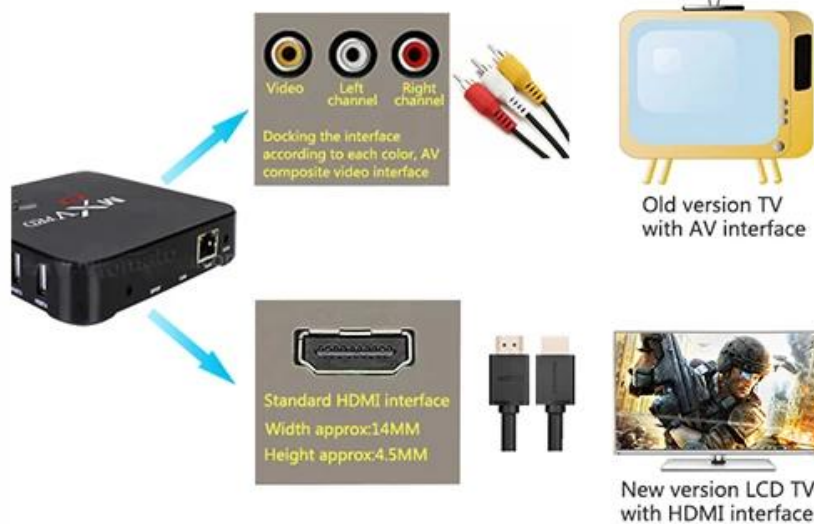 Video
Left
channel
Right
channel
Docking the interface
according to each color, AV
composite video interface
Old version TV
with AV interface
MXV
Standard HDMI interface
Width approx:14MM
Height approx:4.5MM
New version LCD TV
with HDMI interface